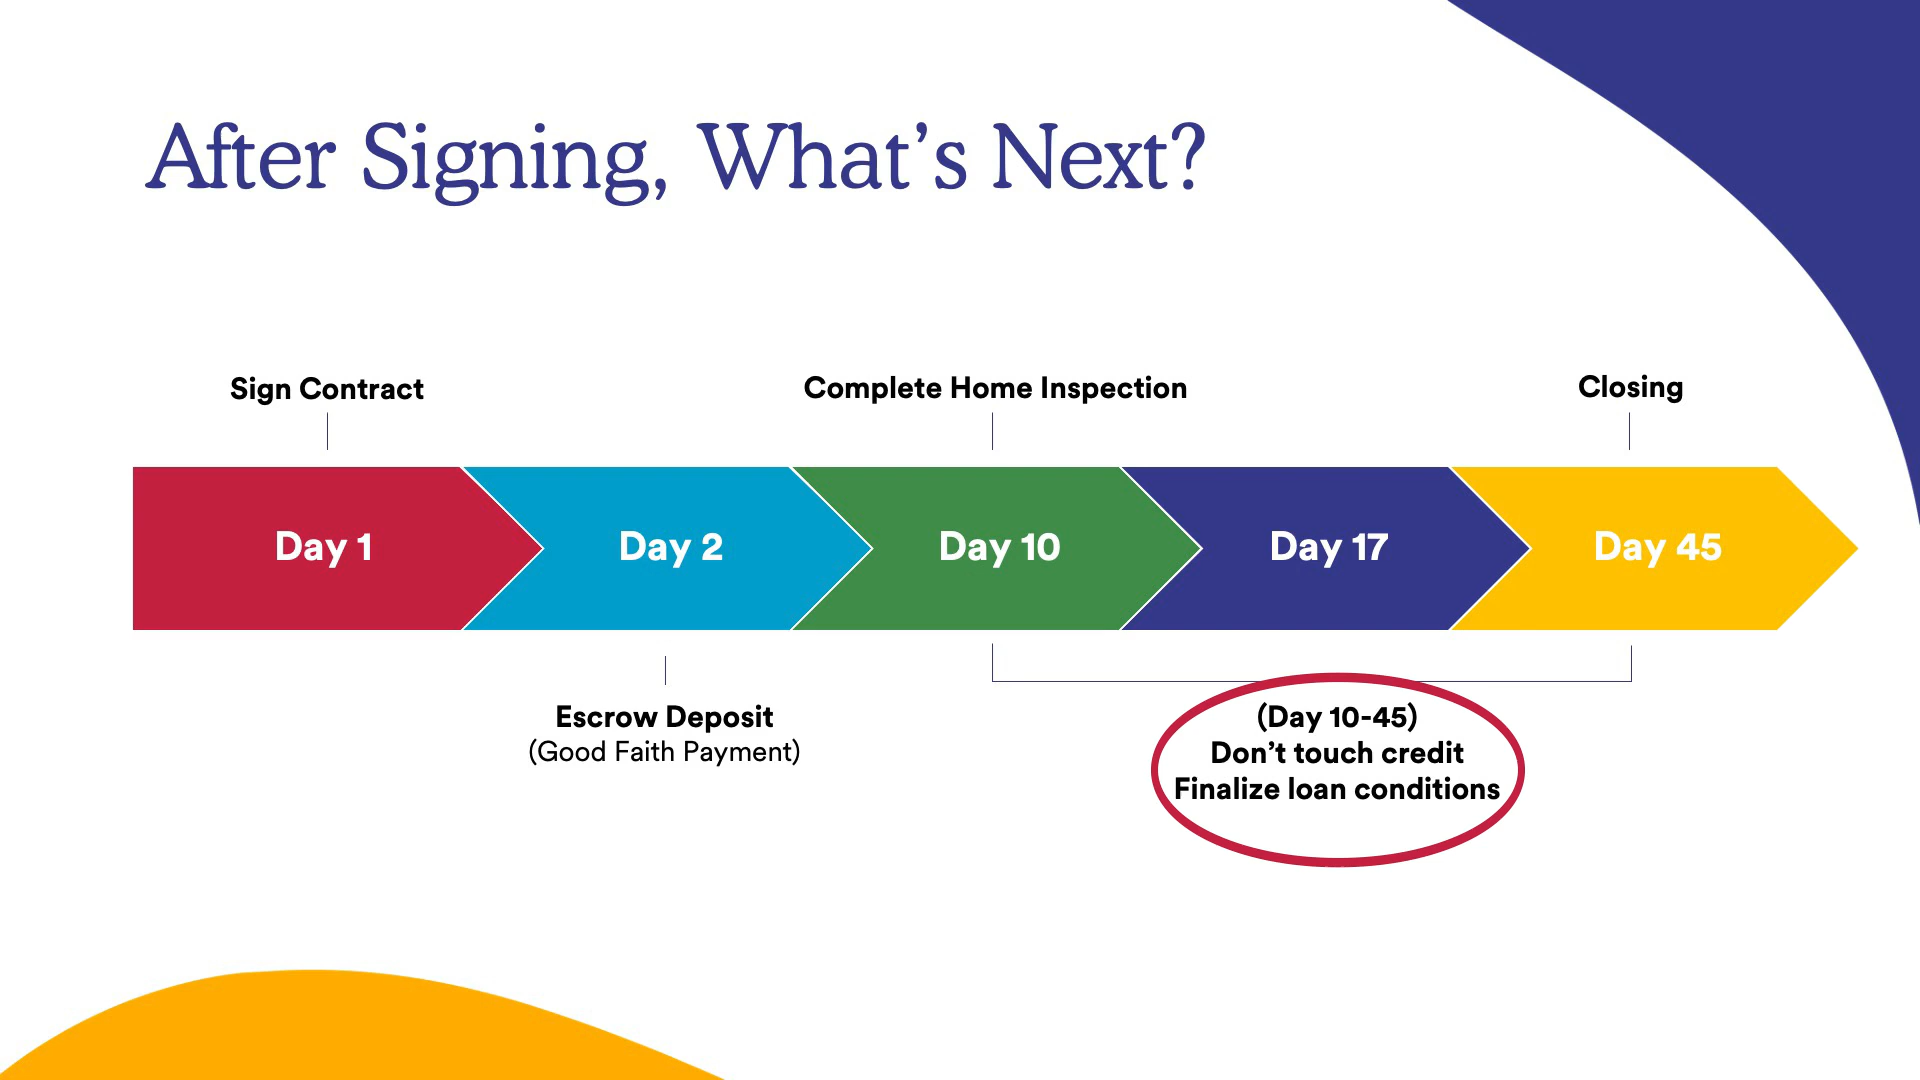 After Signing, What’s Next?
Sign Contract
Complete Home Inspection
Closing
Day 1
Day 2
Day 10
Day 17
Day 45
Escrow Deposit
(Good Faith Payment)
(Day 10-45)
Don’t touch credit
Finalize loan conditions